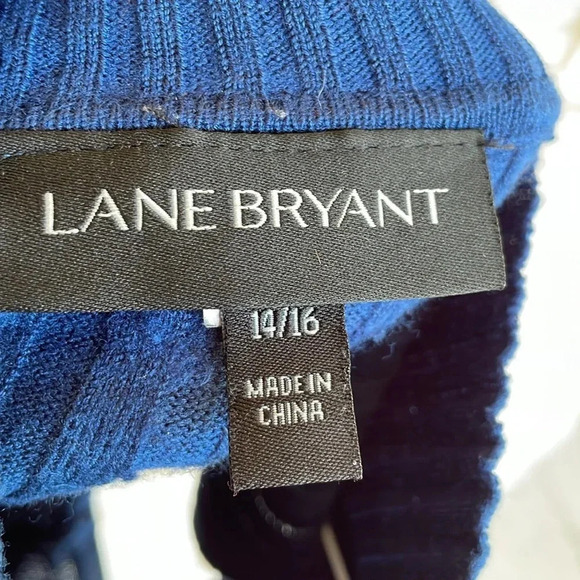 LANE BRYANT
14/16
MADE IN
CHINA